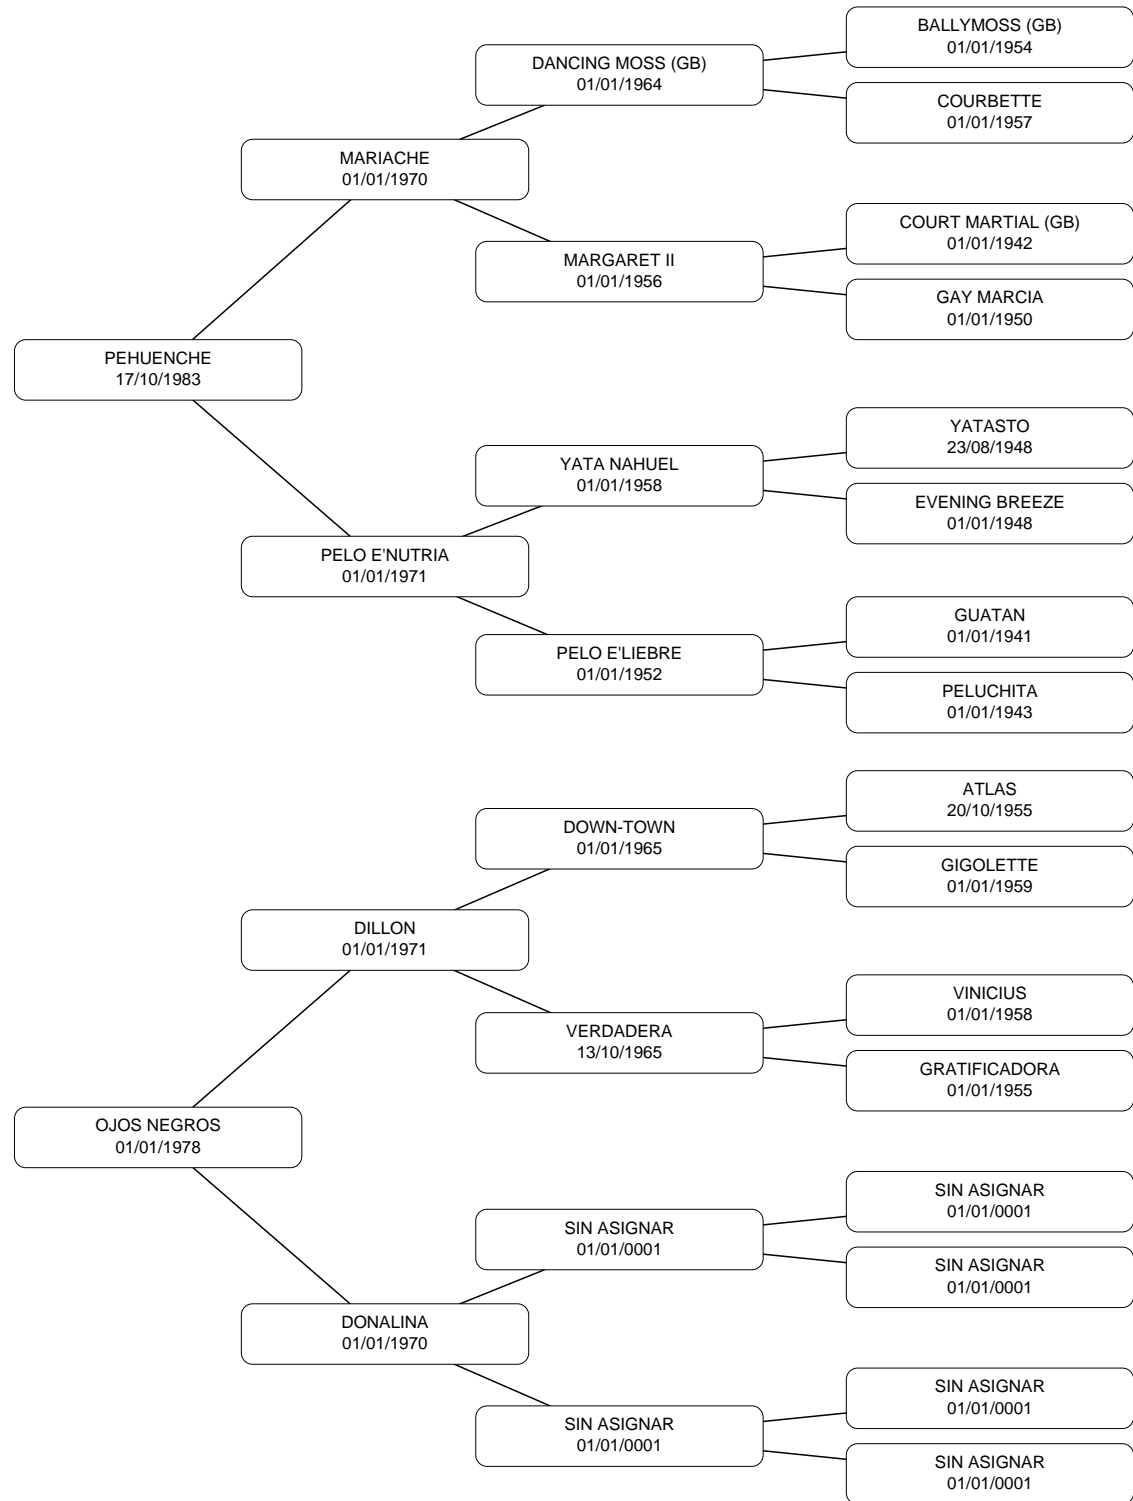 BALLYMOSS (GB)
01/01/1954
DANCING MOSS (GB)
01/01/1964
COURBETTE
01/01/1957
MARIACHE
01/01/1970
COURT MARTIAL (GB)
01/01/1942
MARGARET II
01/01/1956
GAY MARCIA
01/01/1950
PEHUENCHE
17/10/1983
YATASTO
23/08/1948
YATA NAHUEL
01/01/1958
EVENING BREEZE
01/01/1948
PELO E'NUTRIA
01/01/1971
GUATAN
01/01/1941
PELO E'LIEBRE
01/01/1952
PELUCHITA
01/01/1943
ATLAS
20/10/1955
DOWN-TOWN
01/01/1965
GIGOLETTE
01/01/1959
DILLON
01/01/1971
VINICIUS
01/01/1958
VERDADERA
13/10/1965
GRATIFICADORA
01/01/1955
OJOS NEGROS
01/01/1978
SIN ASIGNAR
01/01/0001
SIN ASIGNAR
01/01/0001
SIN ASIGNAR
01/01/0001
DONALINA
01/01/1970
SIN ASIGNAR
01/01/0001
SIN ASIGNAR
01/01/0001
SIN ASIGNAR
01/01/0001